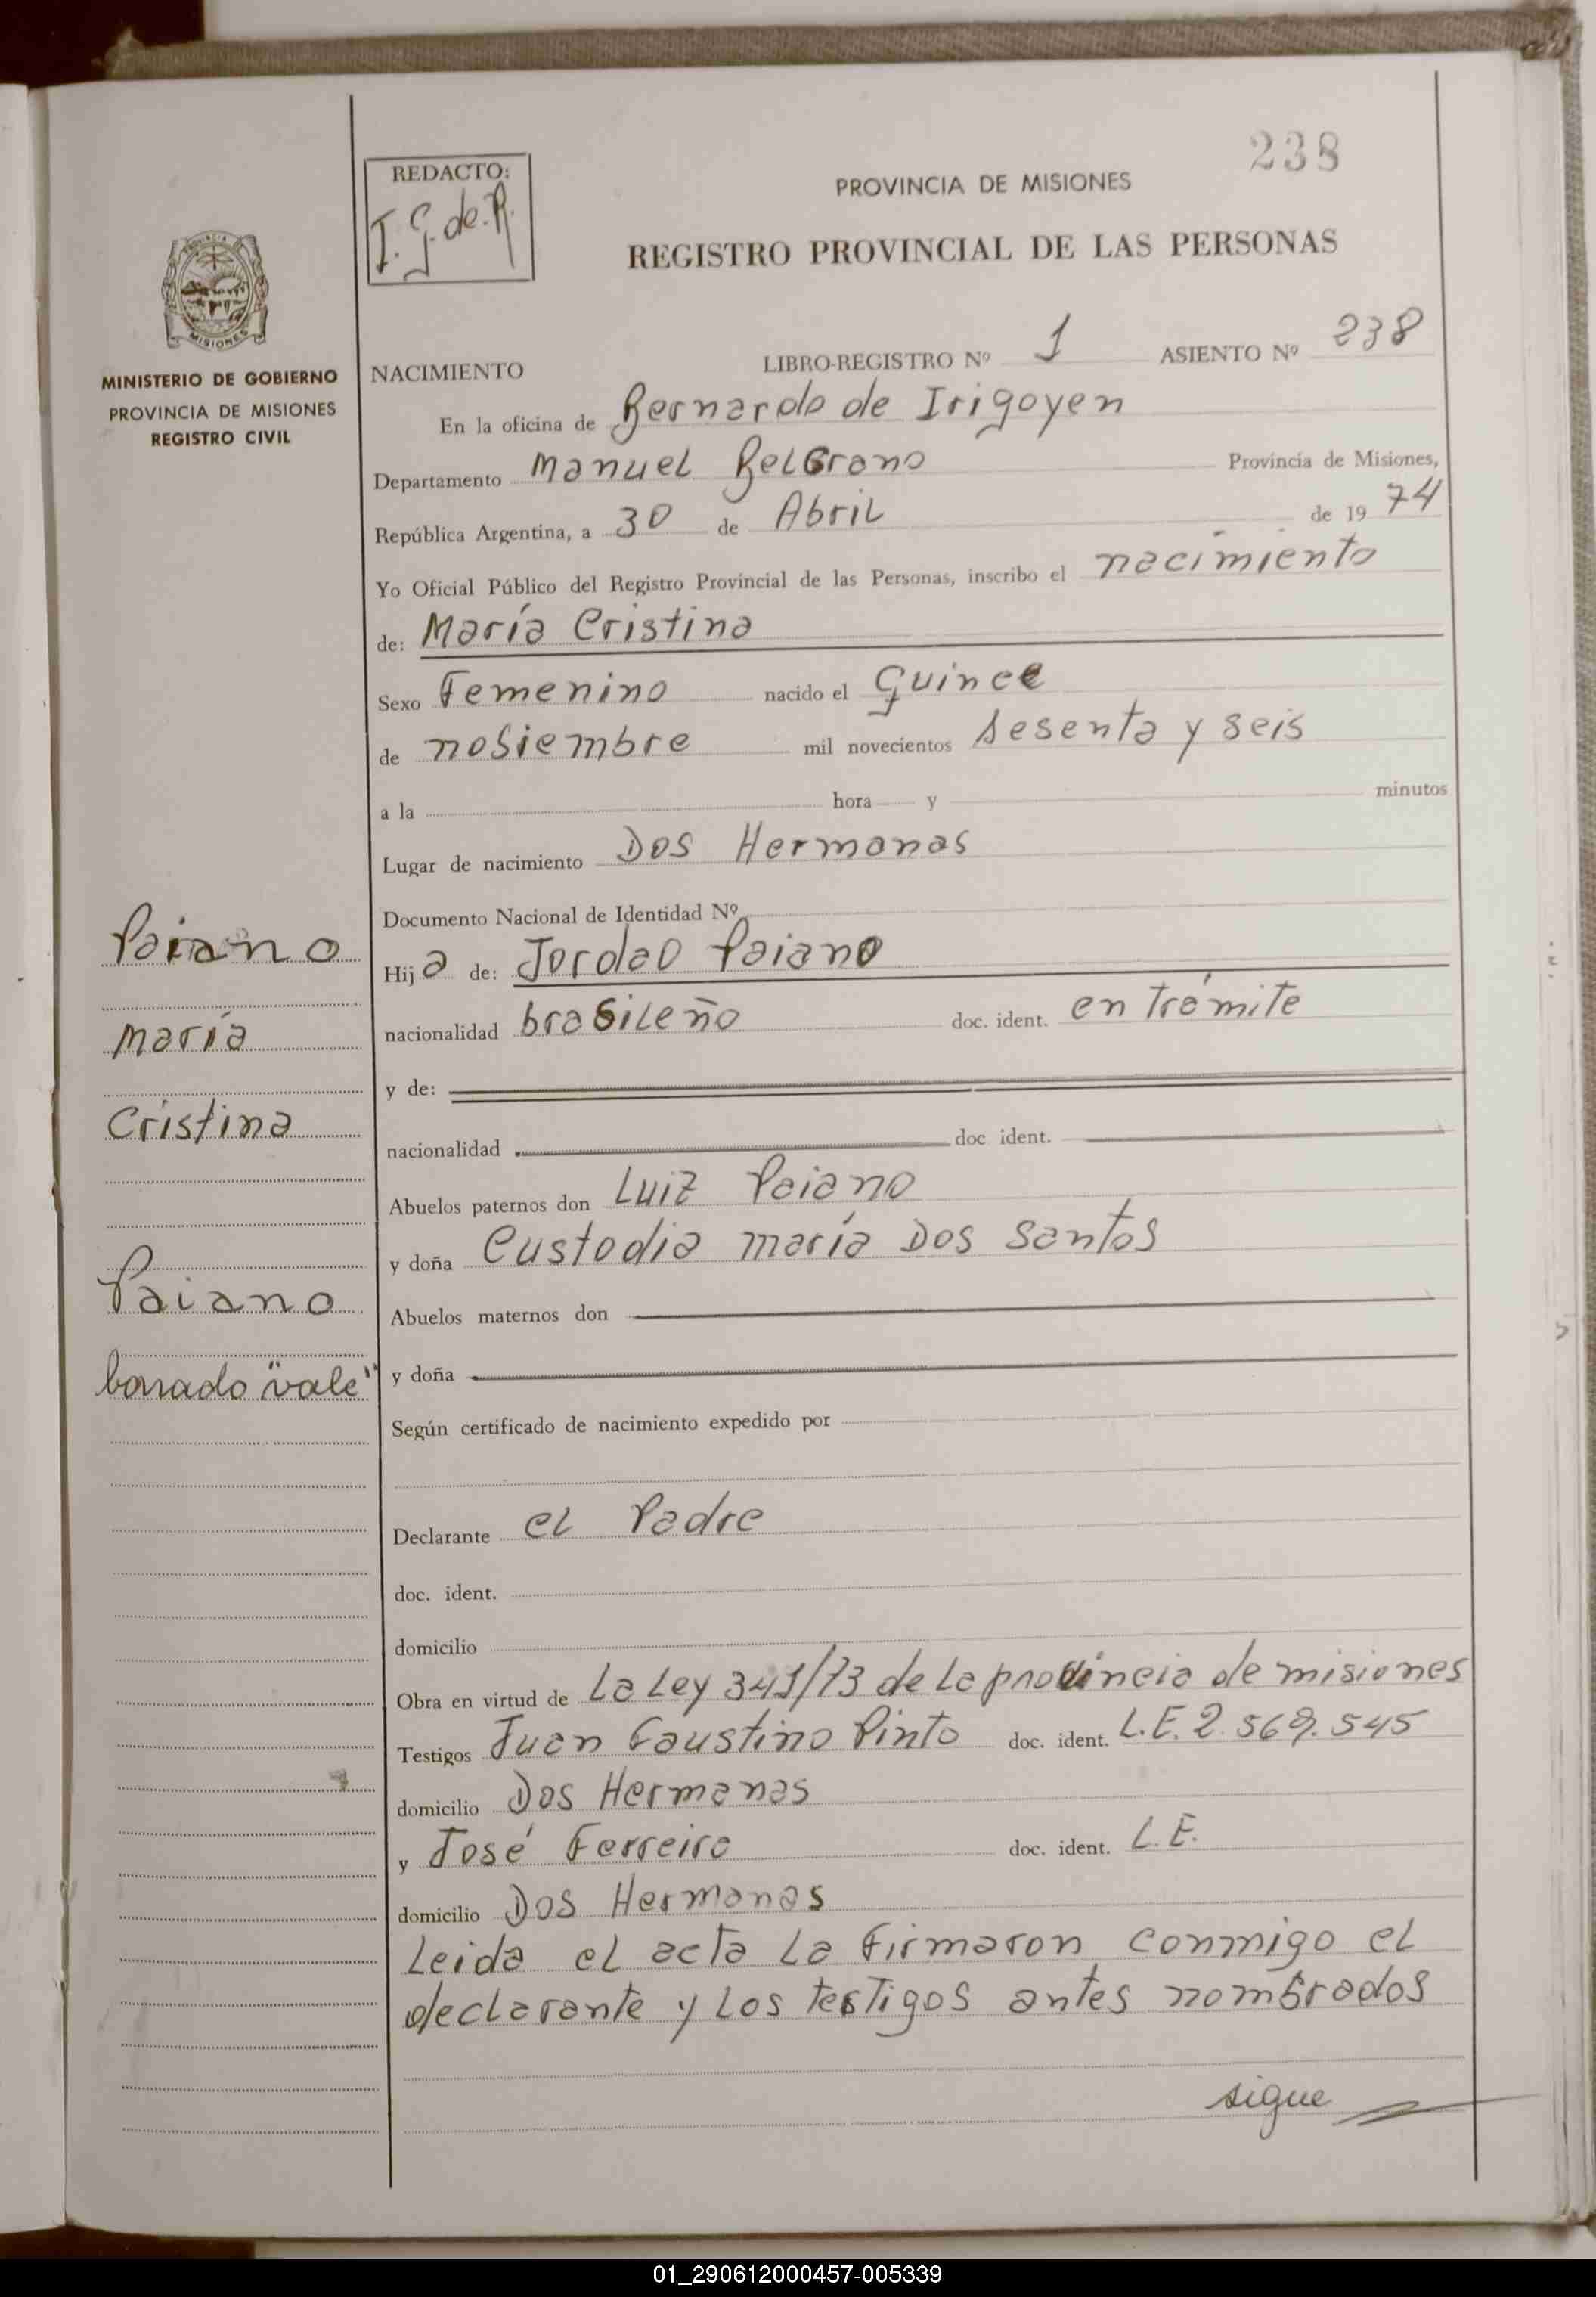 238
REDACTO:
I. G. de. R.
PROVINCIA DE MISIONES
REGISTRO PROVINCIAL DE LAS PERSONAS
MISIONES
MINISTERIO DE GOBIERNO
PROVINCIA DE MISIONES
REGISTRO CIVIL
NACIMIENTO LIBRO-REGISTRO Nº 1 ASIENTO Nº 238
En la oficina de Bernardo de Irigoyen
Departamento Manuel Belgrano Provincia de Misiones,
República Argentina, a 30 de Abril de 1974
Yo Oficial Público del Registro Provincial de las Personas, inscribo el nacimiento
de: María Cristina
Sexo Femenino nacido el Quince
de nosiembre mil novecientos sesenta y seis
a la hora y minutos
Lugar de nacimiento Dos Hermanas
Documento Nacional de Identidad Nº
Hija de: Jordao Paiano
nacionalidad brasileño doc. ident. en trámite
y de:
nacionalidad doc ident.
Abuelos paternos don Luiz Paiano
y doña Custodia maría Dos Santos
Abuelos maternos don
y doña
Según certificado de nacimiento expedido por
Declarante el Padre
doc. ident.
domicilio
Obra en virtud de La Ley 341/73 de La provincia de misiones
Testigos Juan Faustino Pinto doc. ident. L.E. 2.569.545
domicilio Dos Hermanas
y José Ferreira doc. ident. L.E.
domicilio Dos Hermanas
Leida el acta La firmaron conmigo el
declarante y Los testigos antes nombrados
sigue
Paiano
maría
Cristina
Paiano
borrado "vale"
01_290612000457-005339